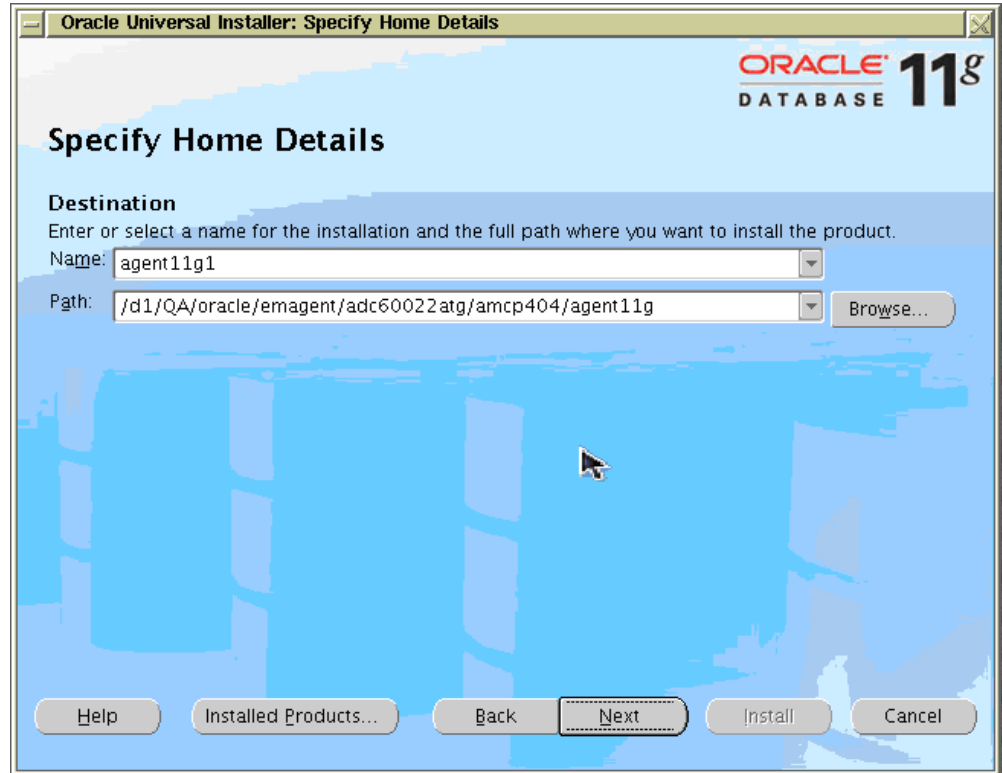 Oracle Universal Installer: Specify Home Details
ORACLE 11g
DATABASE
Specify Home Details
Destination
Enter or select a name for the installation and the full path where you want to install the product.
Name: agent11g1
Path: /d1/QA/oracle/emagent/adc60022atg/amcp404/agent11g Browse...
Help Installed Products... Back Next Install Cancel